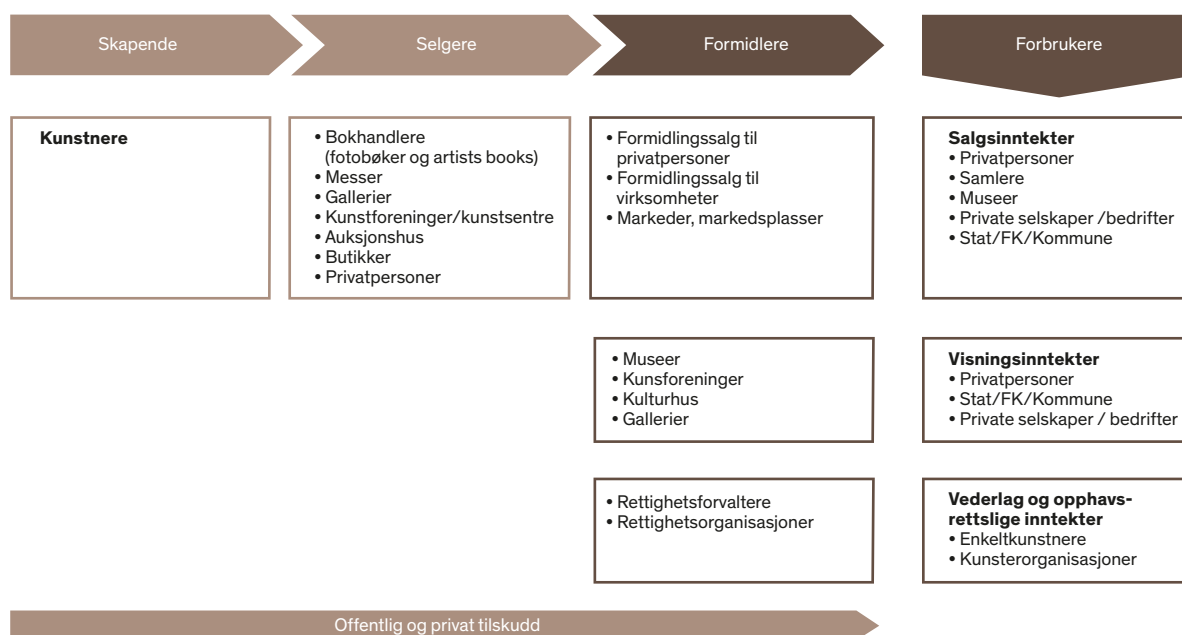 Skapende
Selgere
Formidlere
Forbrukere
Kunstnere
• Bokhandlere
(fotobøker og artists books)
• Messer
• Gallerier
• Kunstforeninger/kunstsentre
• Auksjonshus
• Butikker
• Privatpersoner
• Formidlingssalg til
privatpersoner
• Formidlingssalg til
virksomheter
• Markeder, markedsplasser
Salgsinntekter
• Privatpersoner
• Samlere
• Museer
• Private selskaper /bedrifter
• Stat/FK/Kommune
• Museer
• Kunsforeninger
• Kulturhus
• Gallerier
Visningsinntekter
• Privatpersoner
• Stat/FK/Kommune
• Private selskaper / bedrifter
• Rettighetsforvaltere
• Rettighetsorganisasjoner
Vederlag og opphavs-
rettslige inntekter
• Enkeltkunstnere
• Kunsterorganisasjoner
Offentlig og privat tilskudd